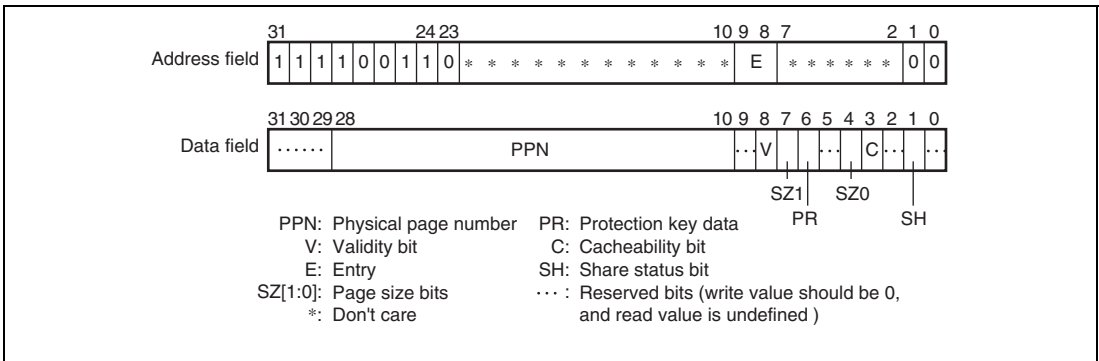 31 24 23 10 9 8 7 2 1 0
Address field 1 1 1 1 0 0 1 1 0 * * * * * * * * * * * * E * * * * * * 0 0
31 30 29 28 10 9 8 7 6 5 4 3 2 1 0
Data field ······ PPN ··· V ··· C ··· ···
SZ1 SZ0
PR SH
PPN: Physical page number PR: Protection key data
V: Validity bit C: Cacheability bit
E: Entry SH: Share status bit
SZ[1:0]: Page size bits ··· : Reserved bits (write value should be 0,
*: Don't care and read value is undefined )